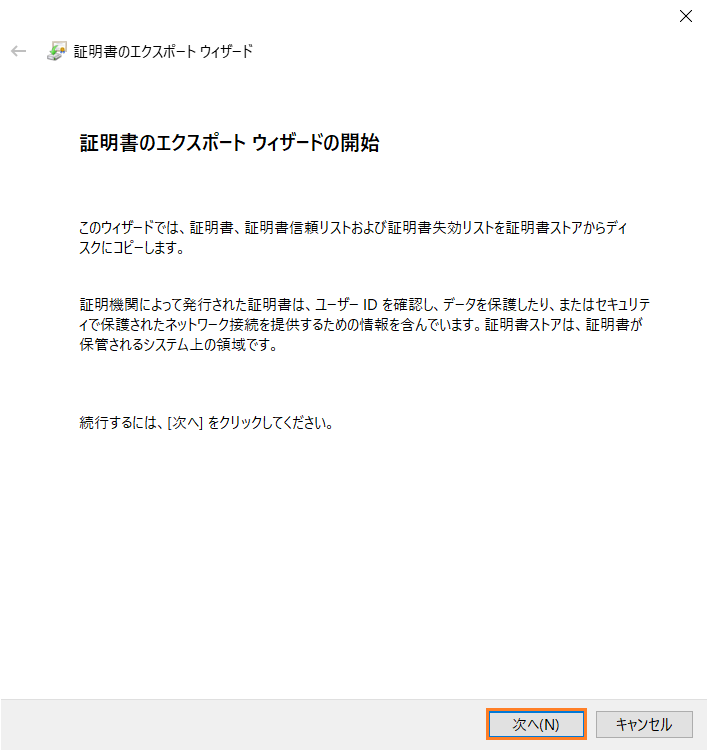 証明書のエクスポート ウィザード
証明書のエクスポート ウィザードの開始
このウィザードでは、証明書、証明書信頼リストおよび証明書失効リストを証明書ストアからディ
スクにコピーします。
証明機関によって発行された証明書は、ユーザー ID を確認し、データを保護したり、またはセキュリテ
ィで保護されたネットワーク接続を提供するための情報を含んでいます。証明書ストアは、証明書が
保管されるシステム上の領域です。
続行するには、[次へ] をクリックしてください。
次へ(N)
キャンセル